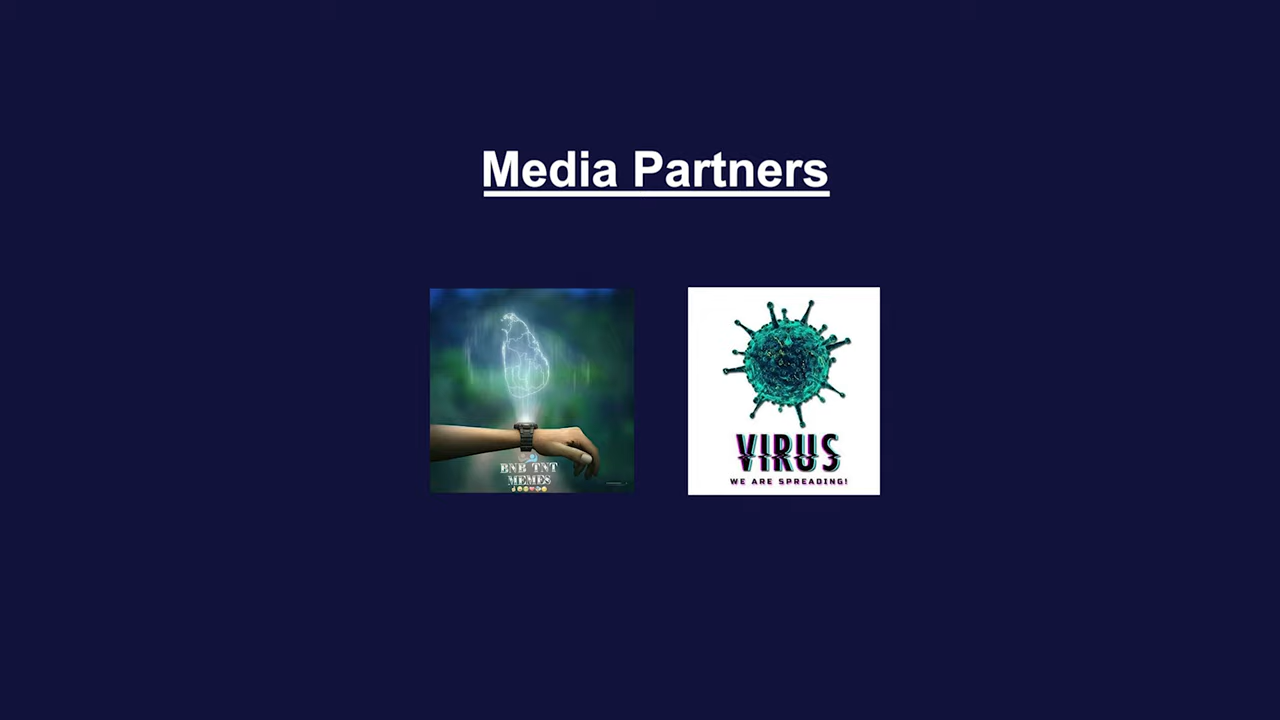 Media Partners
BNB TNT
MEMES
VIRUS
WE ARE SPREADING!